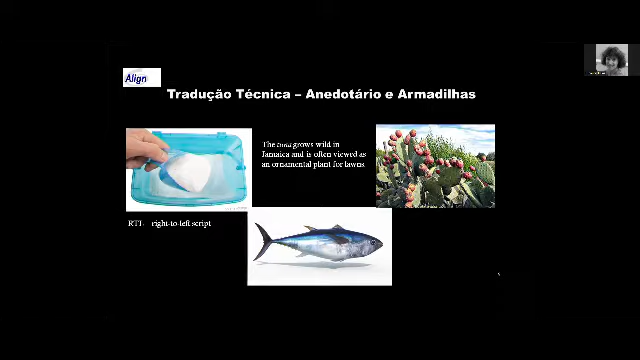 Align
Tradução Técnica – Anedotário e Armadilhas
The tuna grows wild in
Jamaica and is often viewed as
an ornamental plant for lawns.
right-to-left script